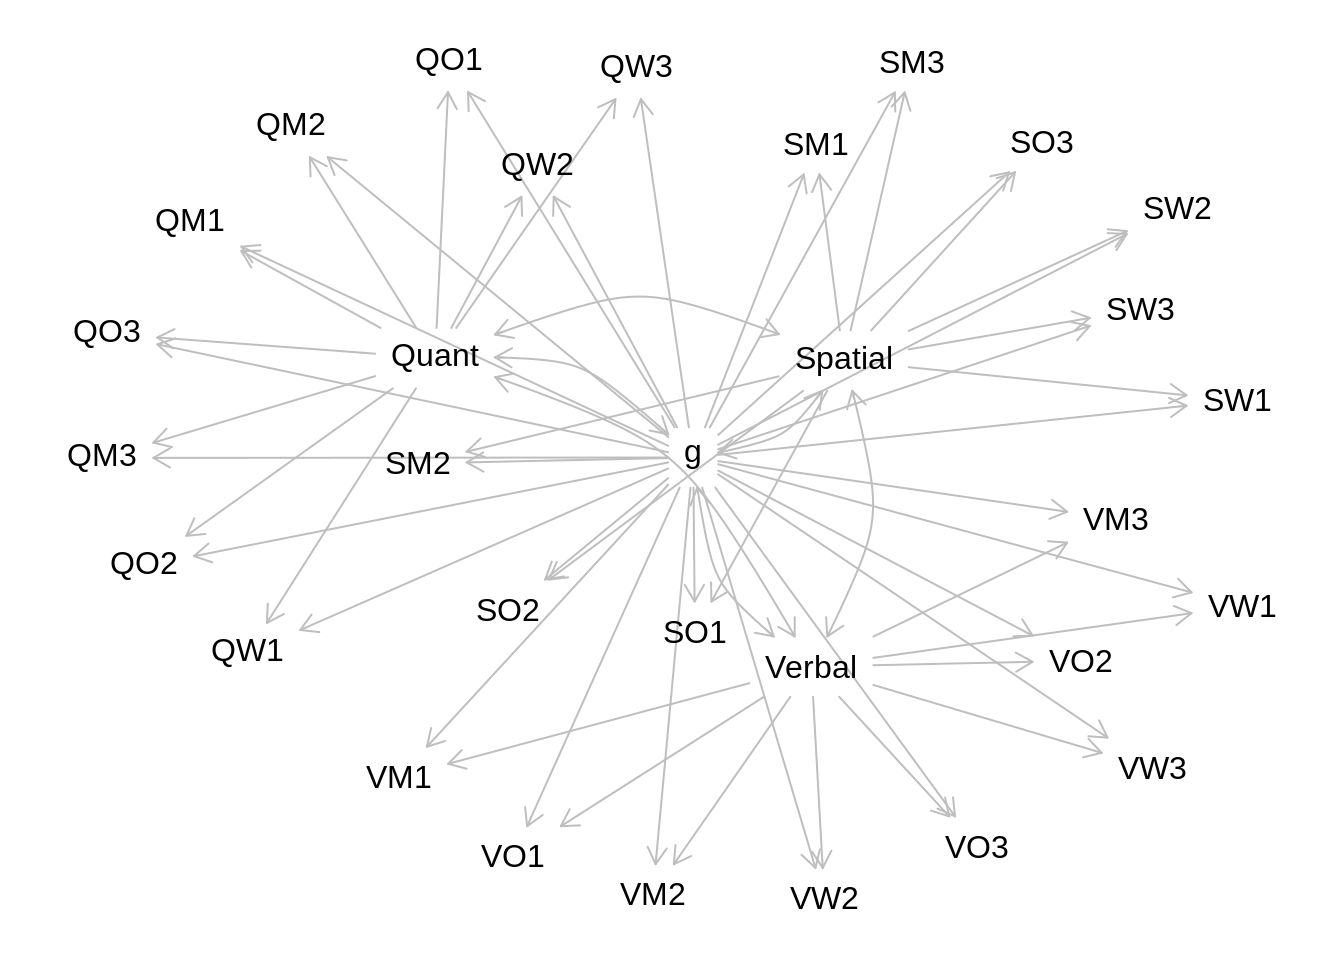 QO1
QW3
SM3
QM2
SM1
SO3
QW2
SW2
QM1
SW3
QO3
Quant
Spatial
SW1
g
QM3
SM2
VM3
QO2
VW1
SO2
SO1
QW1
VO2
Verbal
VW3
VM1
VO3
VO1
VM2
VW2